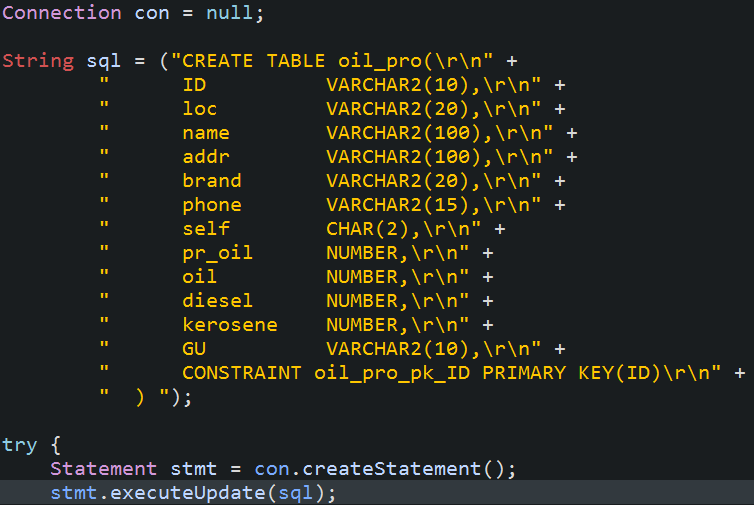 Connection con = null;
String sql = ("CREATE TABLE oil_pro(\r\n" +
"      ID          VARCHAR2(10),\r\n" +
"      loc         VARCHAR2(20),\r\n" +
"      name        VARCHAR2(100),\r\n" +
"      addr        VARCHAR2(100),\r\n" +
"      brand       VARCHAR2(20),\r\n" +
"      phone       VARCHAR2(15),\r\n" +
"      self        CHAR(2),\r\n" +
"      pr_oil      NUMBER,\r\n" +
"      oil         NUMBER,\r\n" +
"      diesel      NUMBER,\r\n" +
"      kerosene    NUMBER,\r\n" +
"      GU          VARCHAR2(10),\r\n" +
"      CONSTRAINT oil_pro_pk_ID PRIMARY KEY(ID)\r\n" +
"  ) ");
try {
    Statement stmt = con.createStatement();
    stmt.executeUpdate(sql);